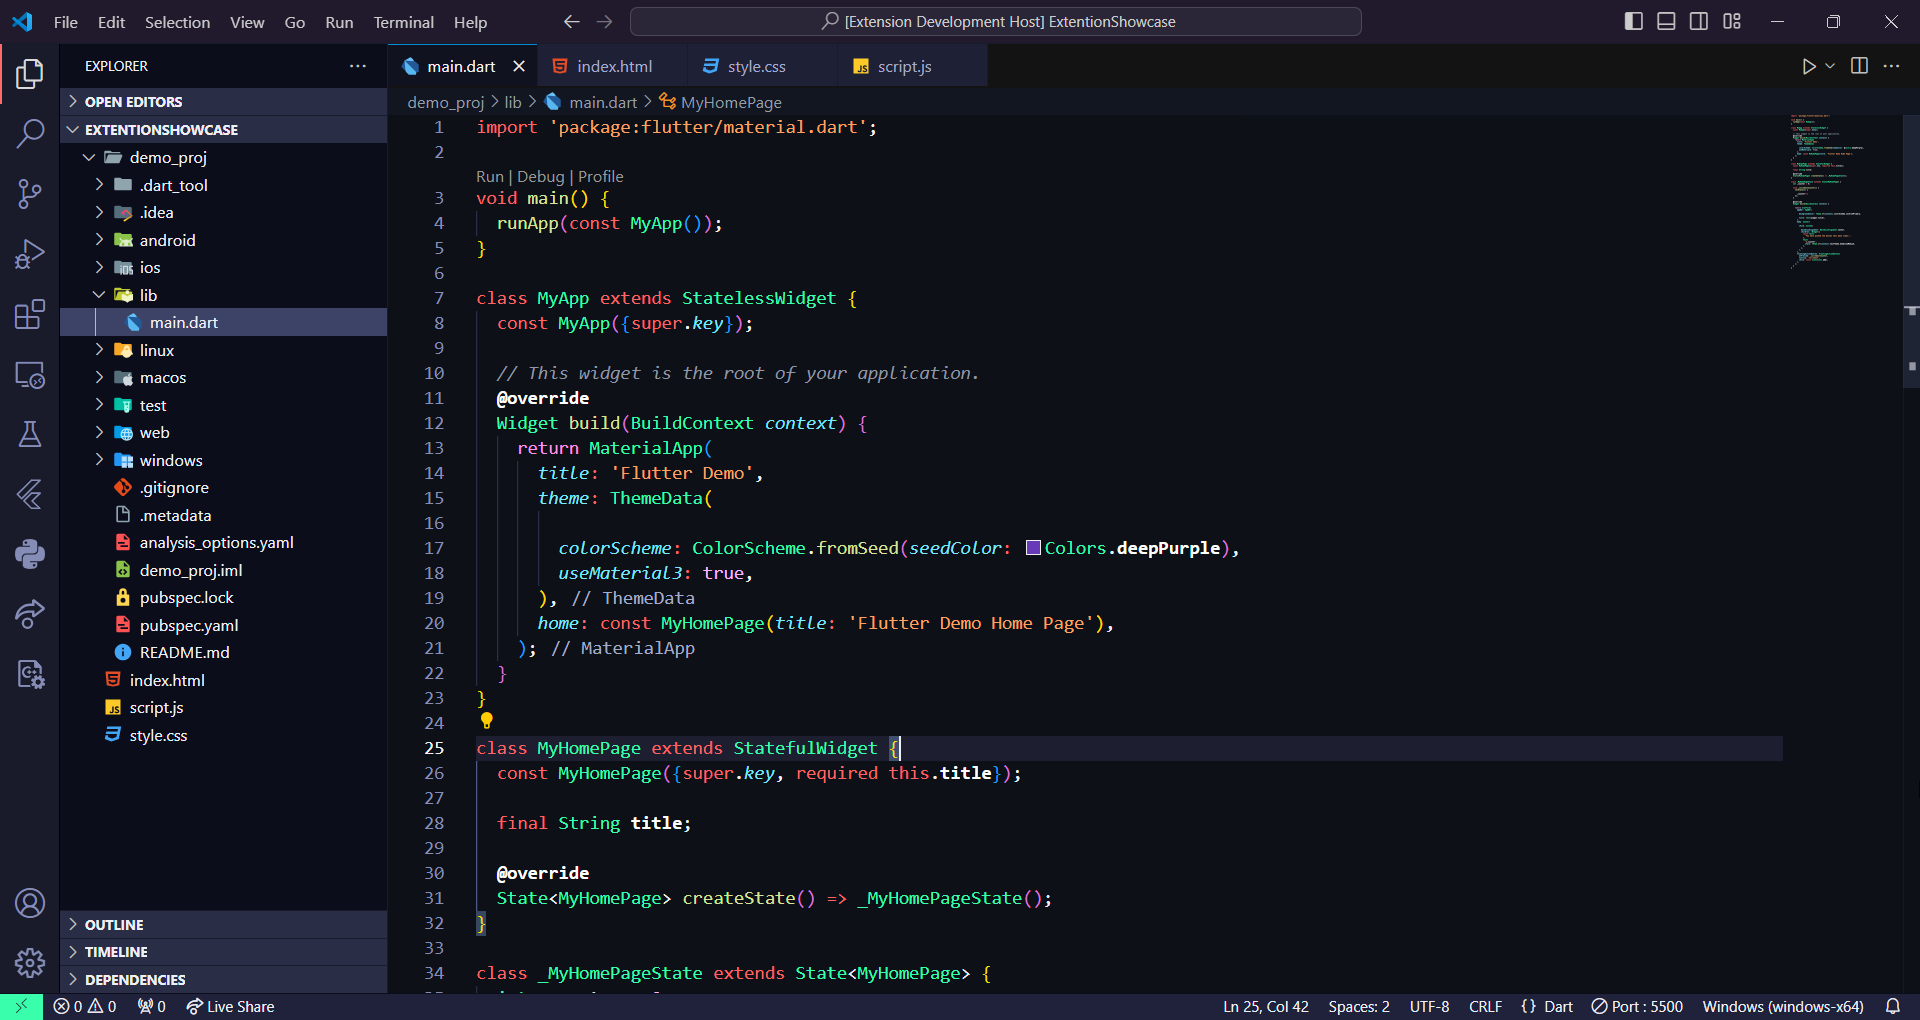 File Edit Selection View Go Run Terminal Help
[Extension Development Host] ExtentionShowcase
EXPLORER
OPEN EDITORS
EXTENTIONSHOWCASE
demo_proj
.dart_tool
.idea
android
ios
lib
main.dart
linux
macos
test
web
windows
.gitignore
.metadata
analysis_options.yaml
demo_proj.iml
pubspec.lock
pubspec.yaml
README.md
index.html
script.js
style.css
OUTLINE
TIMELINE
DEPENDENCIES
main.dart index.html style.css script.js
demo_proj > lib > main.dart > MyHomePage
1 import 'package:flutter/material.dart';
2
Run | Debug | Profile
3 void main() {
4 runApp(const MyApp());
5 }
6
7 class MyApp extends StatelessWidget {
8 const MyApp({super.key});
9
10 // This widget is the root of your application.
11 @override
12 Widget build(BuildContext context) {
13 return MaterialApp(
14 title: 'Flutter Demo',
15 theme: ThemeData(
16
17 colorScheme: ColorScheme.fromSeed(seedColor: Colors.deepPurple),
18 useMaterial3: true,
19 ), // ThemeData
20 home: const MyHomePage(title: 'Flutter Demo Home Page'),
21 ); // MaterialApp
22 }
23 }
24
25 class MyHomePage extends StatefulWidget {
26 const MyHomePage({super.key, required this.title});
27
28 final String title;
29
30 @override
31 State<MyHomePage> createState() => _MyHomePageState();
32 }
33
34 class _MyHomePageState extends State<MyHomePage> {
0 0 0 Live Share
Ln 25, Col 42 Spaces: 2 UTF-8 CRLF {} Dart Port : 5500 Windows (windows-x64)